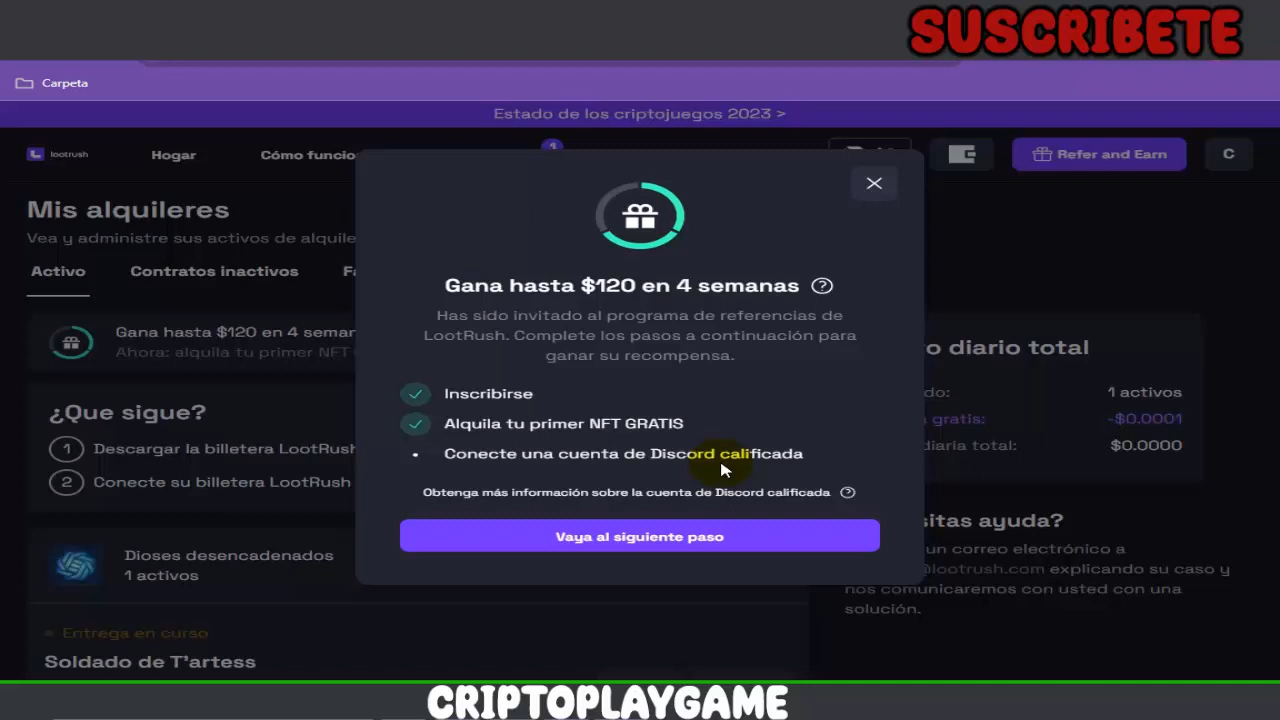 SUSCRIBETE
Carpeta
Estado de los criptojuegos 2023 >
lootrush
Hogar
Cómo funcio
1
Refer and Earn
C
Mis alquileres
Vea y administre sus activos de alquile
Activo
Contratos inactivos
Fa
Gana hasta $120 en 4 seman
Ahora: alquila tu primer NFT
¿Que sigue?
1 Descargar la billetera LootRush
2 Conecte su billetera LootRush
Dioses desencadenados
1 activos
Entrega en curso
Soldado de T'artess
Gana hasta $120 en 4 semanas ?
Has sido invitado al programa de referencias de
LootRush. Complete los pasos a continuación para
ganar su recompensa.
Inscribirse
Alquila tu primer NFT GRATIS
Conecte una cuenta de Discord calificada
Obtenga más información sobre la cuenta de Discord calificada ?
Vaya al siguiente paso
o diario total
do: 1 activos
gratis: -$0.0001
diaria total: $0.0000
sitas ayuda?
un correo electrónico a
@lootrush.com explicando su caso y
nos comunicaremos con usted con una
solución.
CRIPTOPLAYGAME